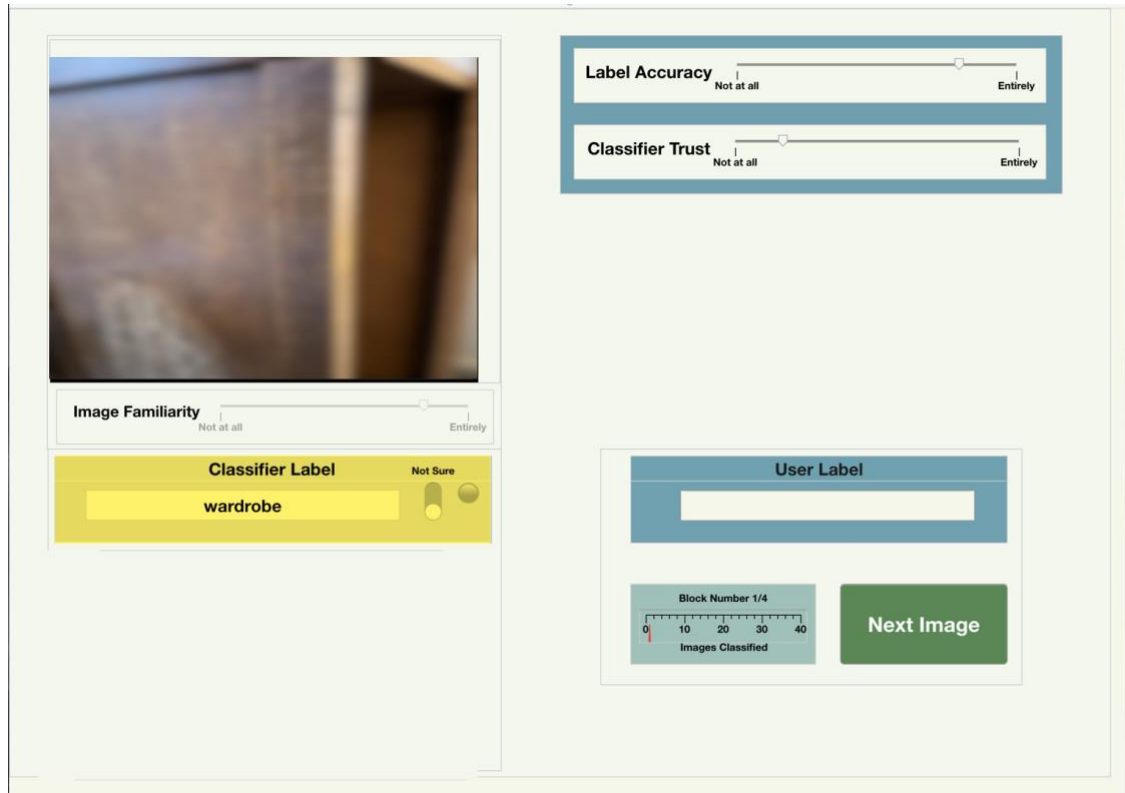 Label Accuracy
Not at all
Entirely
Classifier Trust
Not at all
Entirely
Image Familiarity
Not at all
Entirely
Classifier Label
Not Sure
wardrobe
User Label
Block Number 1/4
0 10 20 30 40
Images Classified
Next Image